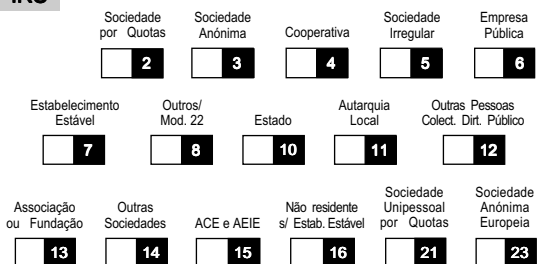 Sociedade
por Quotas
2
Sociedade
Anónima
3
Cooperativa
4
Sociedade
Irregular
5
Empresa
Pública
6
Estabelecimento
Estável
7
Outros/
Mod. 22
8
Estado
10
Autarquia
Local
11
Outras Pessoas
Colect. Dirt. Público
12
Associação
ou Fundação
13
Outras
Sociedades
14
ACE e AEIE
15
Não residente
s/ Estab. Estável
16
Sociedade
Unipessoal
por Quotas
21
Sociedade
Anónima
Europeia
23